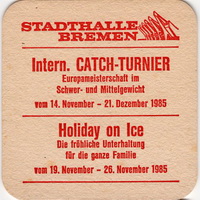 STADTHALLE
BREMEN
Intern. CATCH-TURNIER
Europameisterschaft im
Schwer- und Mittelgewicht
vom 14. November – 21. Dezember 1985
Holiday on Ice
Die fröhliche Unterhaltung
für die ganze Familie
vom 19. November – 26. November 1985